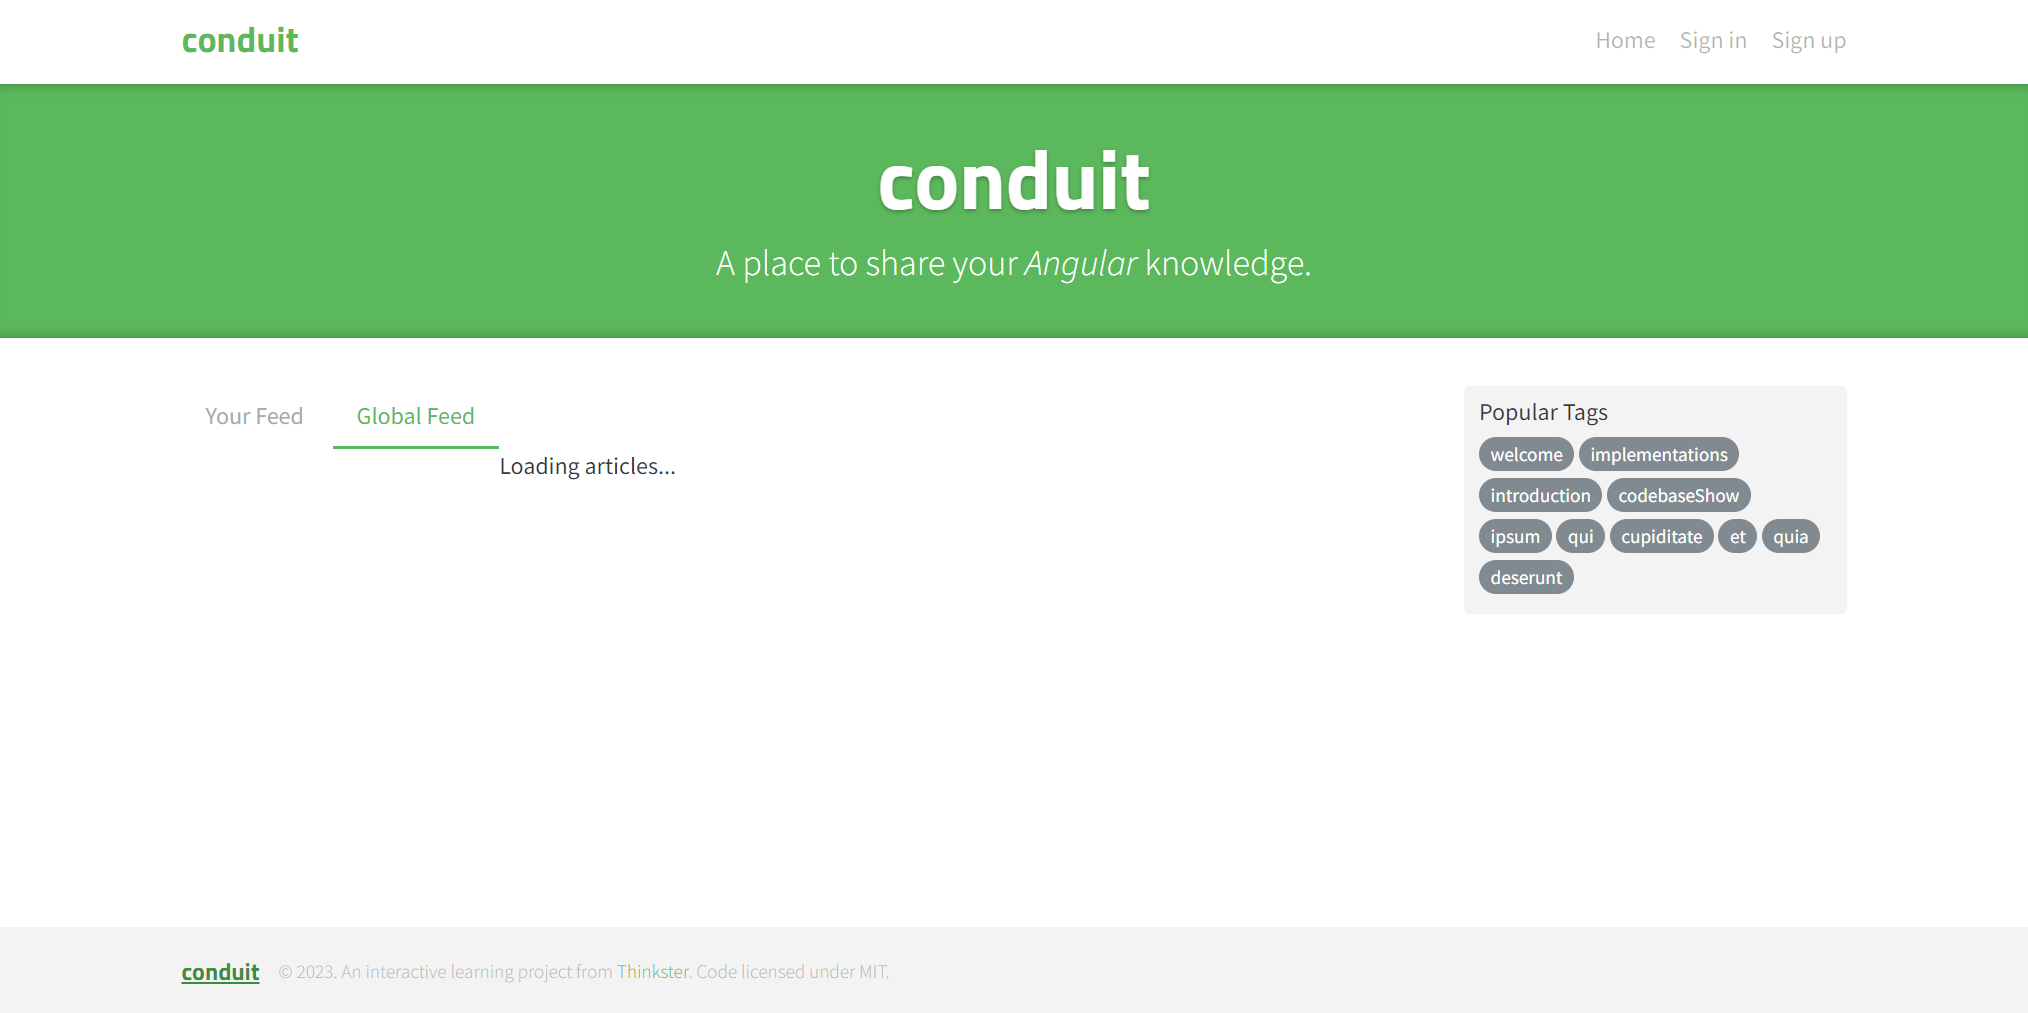 conduit
Home Sign in Sign up
conduit
A place to share your Angular knowledge.
Your Feed Global Feed
Loading articles...
Popular Tags
welcome implementations
introduction codebaseShow
ipsum qui cupiditate et quia
deserunt
conduit © 2023. An interactive learning project from Thinkster. Code licensed under MIT.